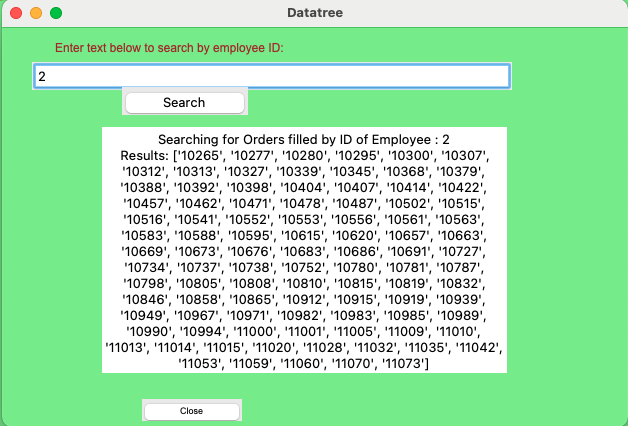 Datatree
Enter text below to search by employee ID:
2
Search
Searching for Orders filled by ID of Employee : 2
Results: ['10265', '10277', '10280', '10295', '10300', '10307',
'10312', '10313', '10327', '10339', '10345', '10368', '10379',
'10388', '10392', '10398', '10404', '10407', '10414', '10422',
'10457', '10462', '10471', '10478', '10487', '10502', '10515',
'10516', '10541', '10552', '10553', '10556', '10561', '10563',
'10583', '10588', '10595', '10615', '10620', '10657', '10663',
'10669', '10673', '10676', '10683', '10686', '10691', '10727',
'10734', '10737', '10738', '10752', '10780', '10781', '10787',
'10798', '10805', '10808', '10810', '10815', '10819', '10832',
'10846', '10858', '10865', '10912', '10915', '10919', '10939',
'10949', '10967', '10971', '10982', '10983', '10985', '10989',
'10990', '10994', '11000', '11001', '11005', '11009', '11010',
'11013', '11014', '11015', '11020', '11028', '11032', '11035', '11042',
'11053', '11059', '11060', '11070', '11073']
Close